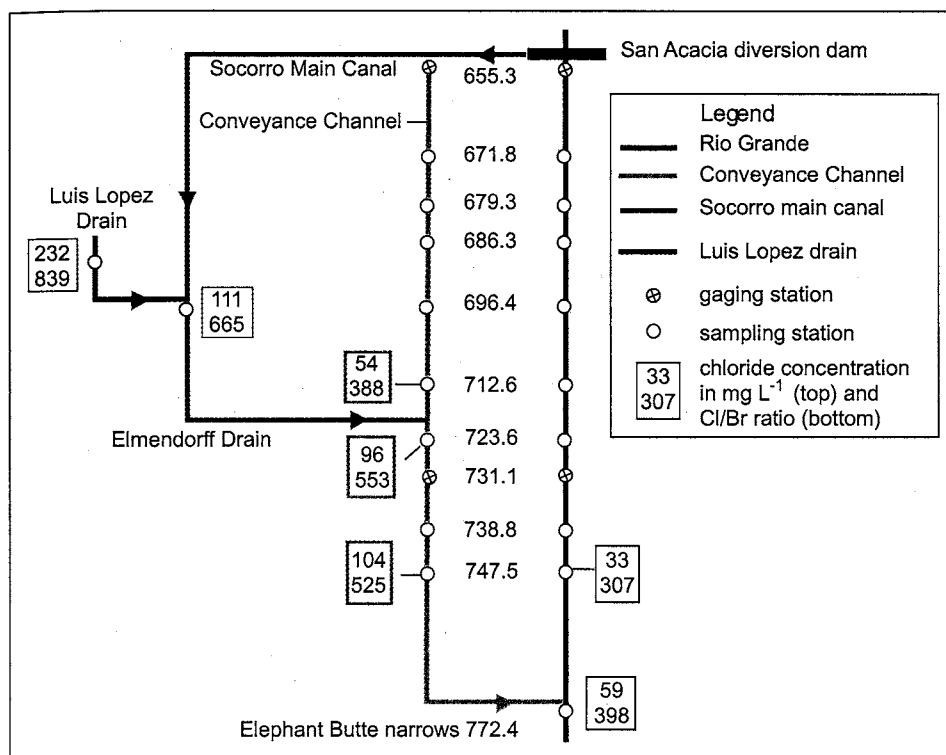 San Acacia diversion dam
Socorro Main Canal
655.3
Conveyance Channel
671.8
679.3
686.3
696.4
712.6
723.6
731.1
738.8
747.5
Luis Lopez
Drain
232
839
111
665
54
388
Elmendorff Drain
96
553
104
525
33
307
59
398
Elephant Butte narrows 772.4
Legend
Rio Grande
Conveyance Channel
Socorro main canal
Luis Lopez drain
gaging station
sampling station
33
307
chloride concentration
in mg L⁻¹ (top) and
Cl/Br ratio (bottom)